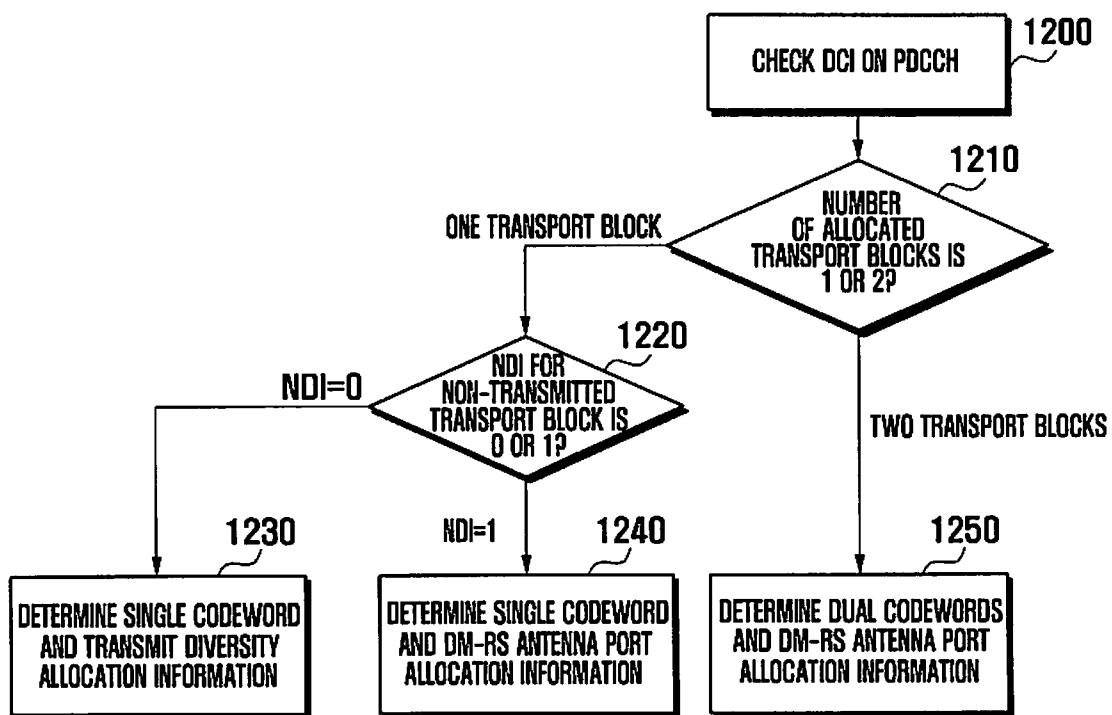 1200
CHECK DCI ON PDCCH
1210
NUMBER
OF ALLOCATED
TRANSPORT BLOCKS IS
1 OR 2?
ONE TRANSPORT BLOCK
1220
NDI FOR
NON-TRANSMITTED
TRANSPORT BLOCK IS
0 OR 1?
NDI=0
TWO TRANSPORT BLOCKS
NDI=1
1230
DETERMINE SINGLE CODEWORD
AND TRANSMIT DIVERSITY
ALLOCATION INFORMATION
1240
DETERMINE SINGLE CODEWORD
AND DM-RS ANTENNA PORT
ALLOCATION INFORMATION
1250
DETERMINE DUAL CODEWORDS
AND DM-RS ANTENNA PORT
ALLOCATION INFORMATION